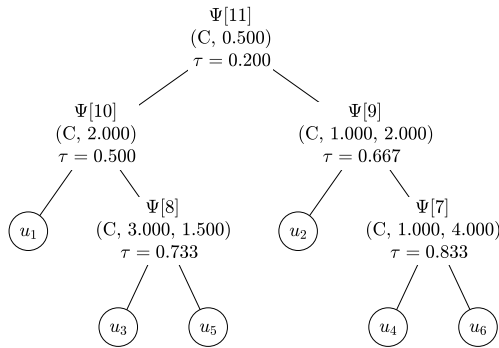 Ψ[11]
(C, 0.500)
τ = 0.200
Ψ[10]
(C, 2.000)
τ = 0.500
Ψ[9]
(C, 1.000, 2.000)
τ = 0.667
u₁
Ψ[8]
(C, 3.000, 1.500)
τ = 0.733
u₂
Ψ[7]
(C, 1.000, 4.000)
τ = 0.833
u₃
u₅
u₄
u₆